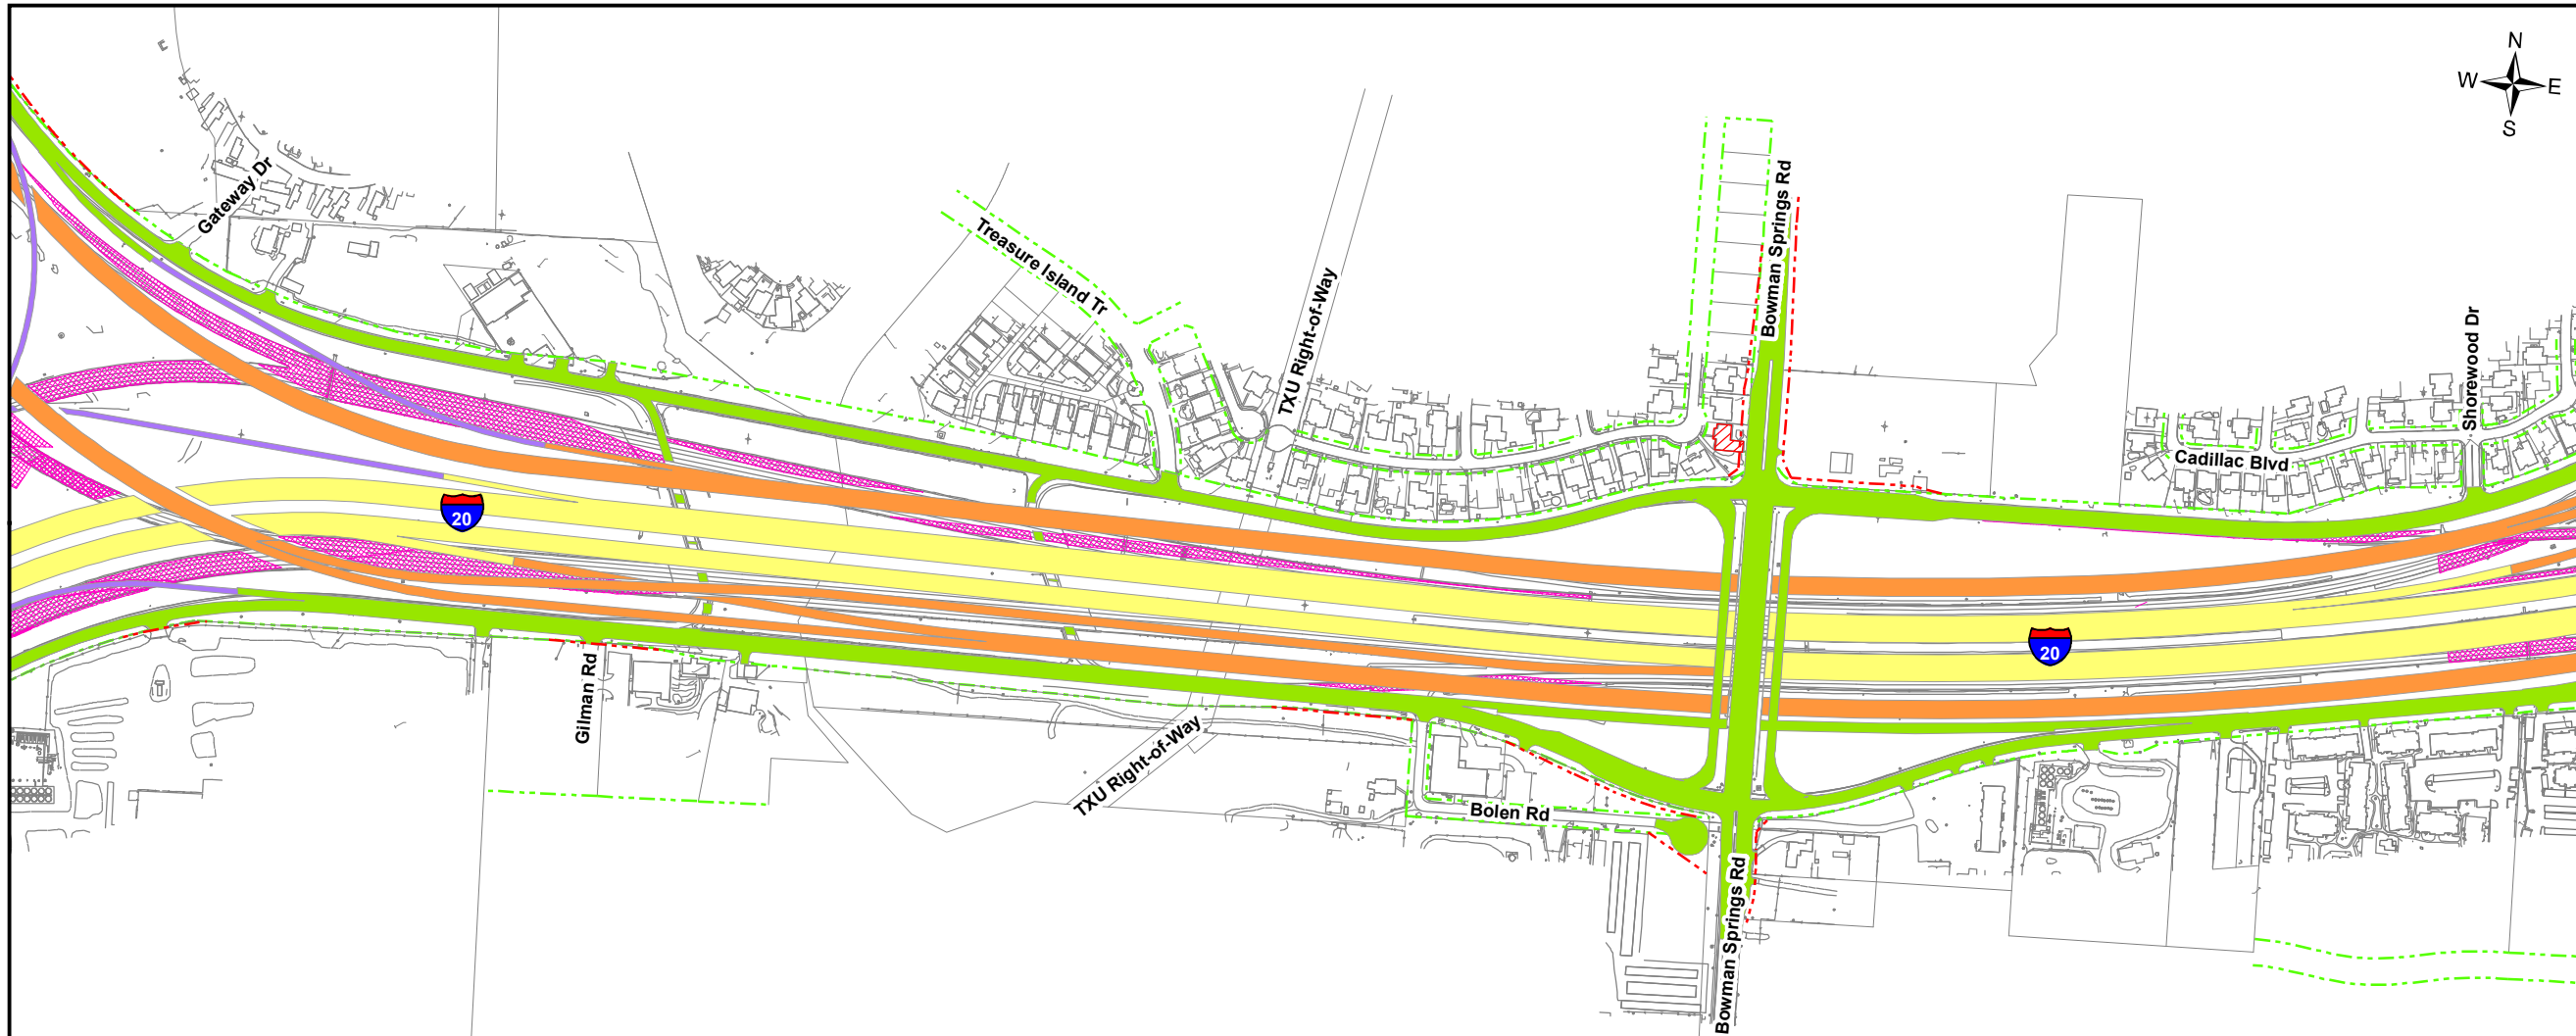 N
W E
S
Gateway Dr
Treasure Island Tr
TXU Right-of-Way
Bowman Springs Rd
Shorewood Dr
Cadillac Blvd
20
20
Gilman Rd
TXU Right-of-Way
Bolen Rd
Bowman Springs Rd